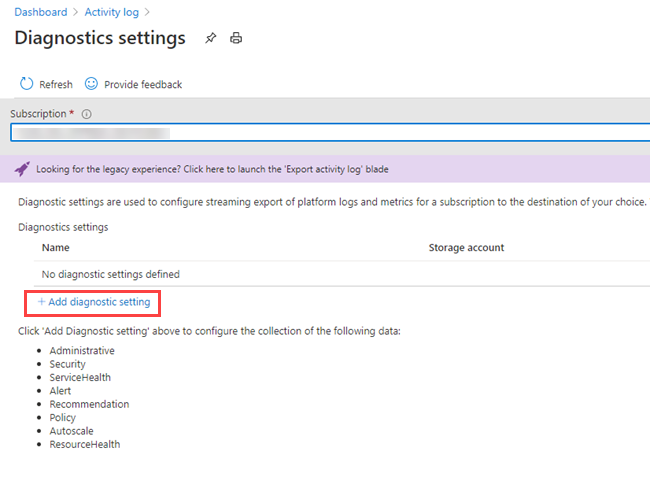 Dashboard > Activity log >
Diagnostics settings
Refresh Provide feedback
Subscription *
Looking for the legacy experience? Click here to launch the 'Export activity log' blade
Diagnostic settings are used to configure streaming export of platform logs and metrics for a subscription to the destination of your choice.
Diagnostics settings
Name Storage account
No diagnostic settings defined
+ Add diagnostic setting
Click 'Add Diagnostic setting' above to configure the collection of the following data:
• Administrative
• Security
• ServiceHealth
• Alert
• Recommendation
• Policy
• Autoscale
• ResourceHealth